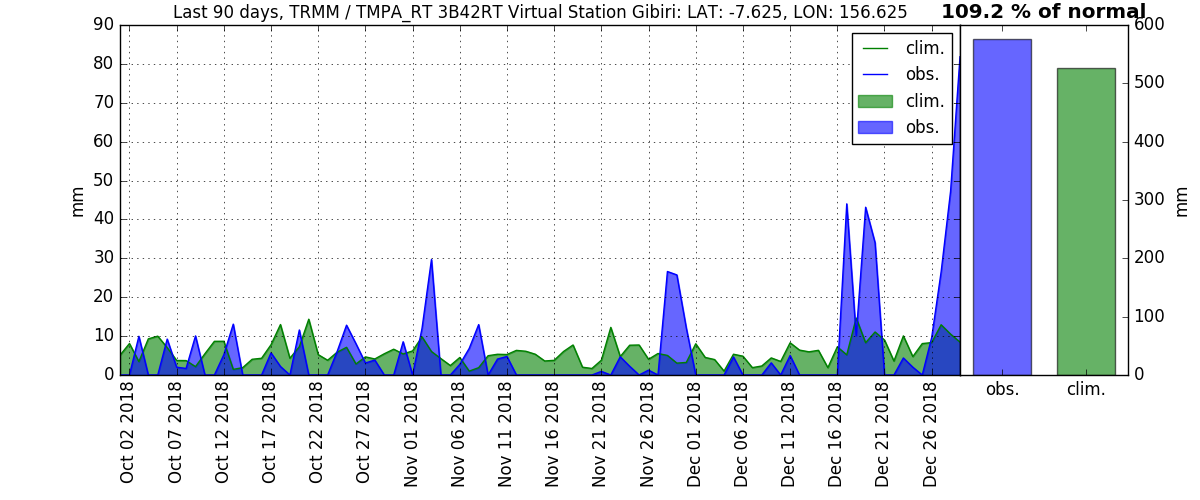 Last 90 days, TRMM / TMPA_RT 3B42RT Virtual Station Gibiri: LAT: -7.625, LON: 156.625
109.2 % of normal
90
80
70
60
50
40
30
20
10
0
mm
clim.
obs.
clim.
obs.
600
500
400
300
200
100
0
mm
Oct 02 2018
Oct 07 2018
Oct 12 2018
Oct 17 2018
Oct 22 2018
Oct 27 2018
Nov 01 2018
Nov 06 2018
Nov 11 2018
Nov 16 2018
Nov 21 2018
Nov 26 2018
Dec 01 2018
Dec 06 2018
Dec 11 2018
Dec 16 2018
Dec 21 2018
Dec 26 2018
obs.
clim.